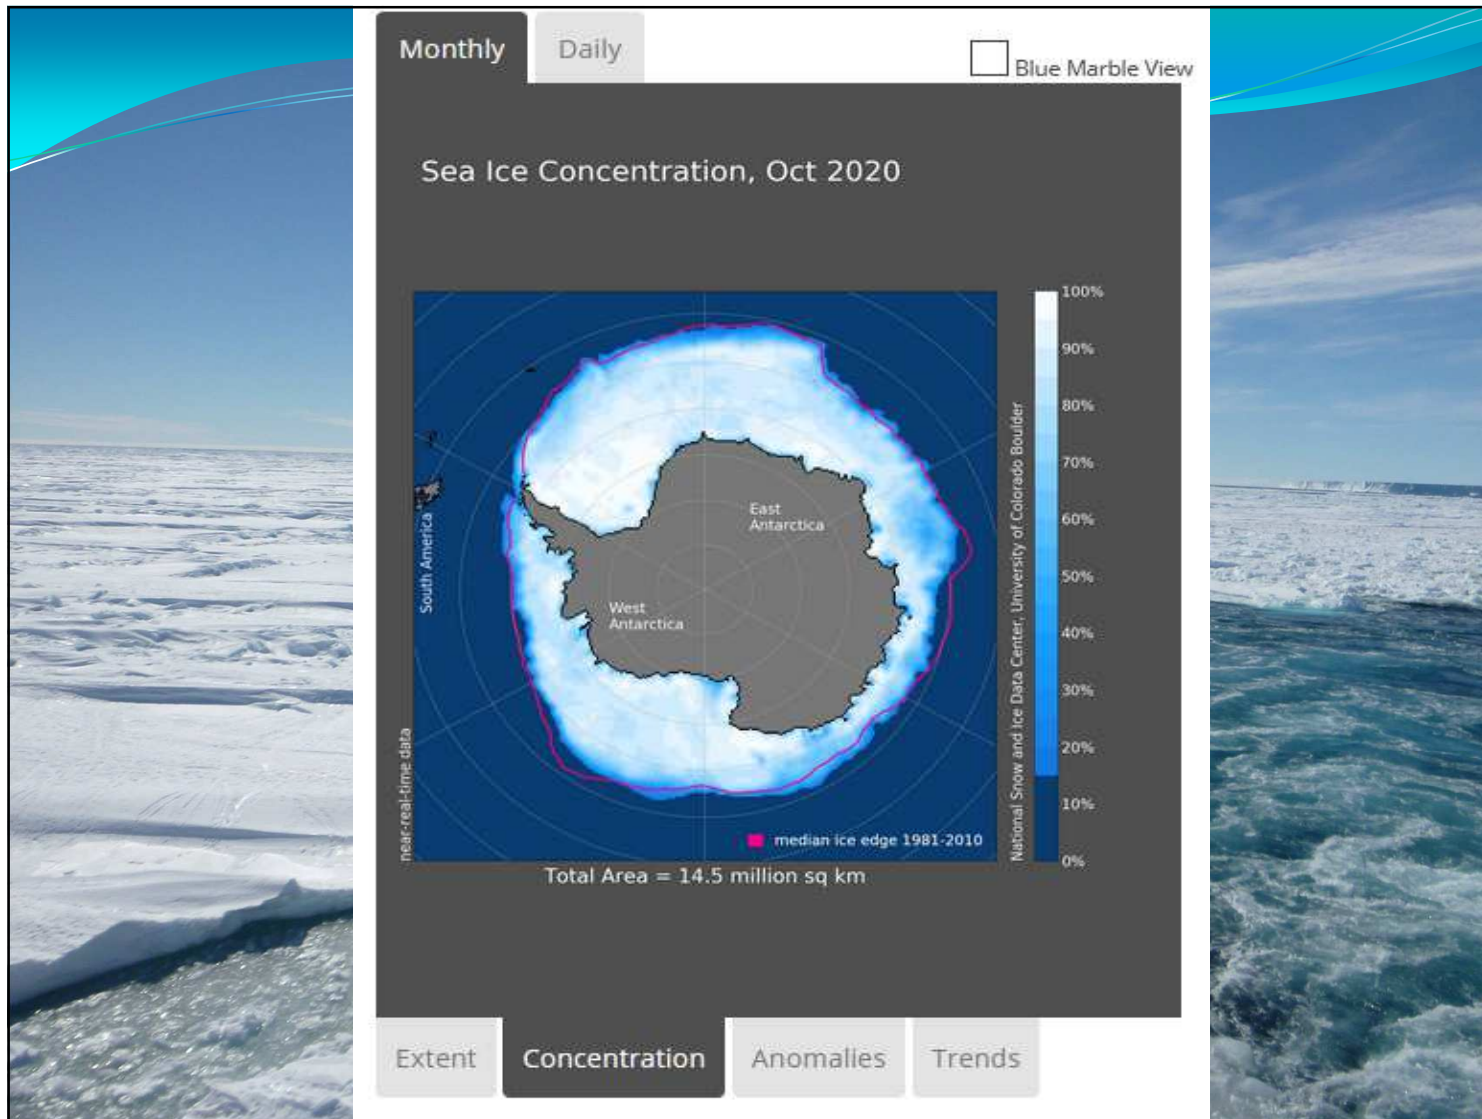 Monthly
Daily
Blue Marble View
Sea Ice Concentration, Oct 2020
100%
90%
80%
70%
60%
50%
40%
30%
20%
10%
0%
National Snow and Ice Data Center, University of Colorado Boulder
East
Antarctica
West
Antarctica
South America
near-real-time data
median ice edge 1981-2010
Total Area = 14.5 million sq km
Extent
Concentration
Anomalies
Trends